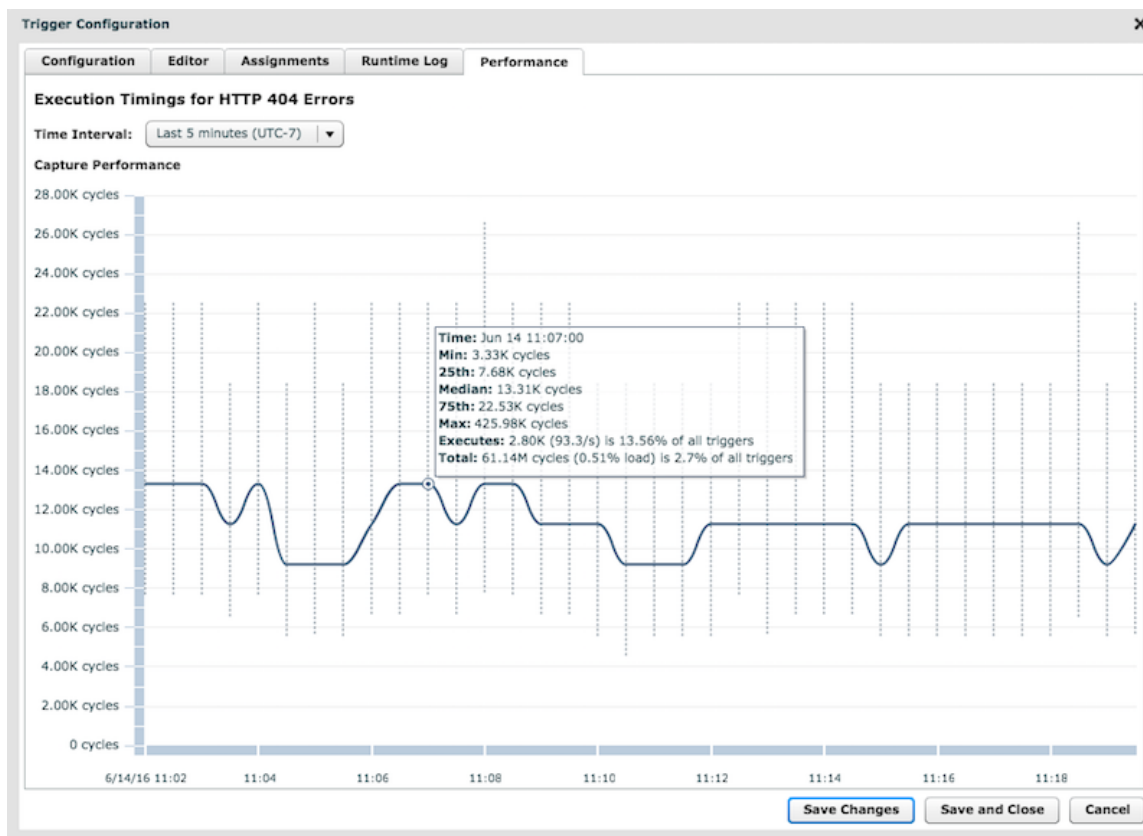 Trigger Configuration
Configuration Editor Assignments Runtime Log Performance
Execution Timings for HTTP 404 Errors
Time Interval: Last 5 minutes (UTC-7)
Capture Performance
28.00K cycles
26.00K cycles
24.00K cycles
22.00K cycles
20.00K cycles
18.00K cycles
16.00K cycles
14.00K cycles
12.00K cycles
10.00K cycles
8.00K cycles
6.00K cycles
4.00K cycles
2.00K cycles
0 cycles
Time: Jun 14 11:07:00
Min: 3.33K cycles
25th: 7.68K cycles
Median: 13.31K cycles
75th: 22.53K cycles
Max: 425.98K cycles
Executes: 2.80K (93.3/s) is 13.56% of all triggers
Total: 61.14M cycles (0.51% load) is 2.7% of all triggers
6/14/16 11:02 11:04 11:06 11:08 11:10 11:12 11:14 11:16 11:18
Save Changes Save and Close Cancel